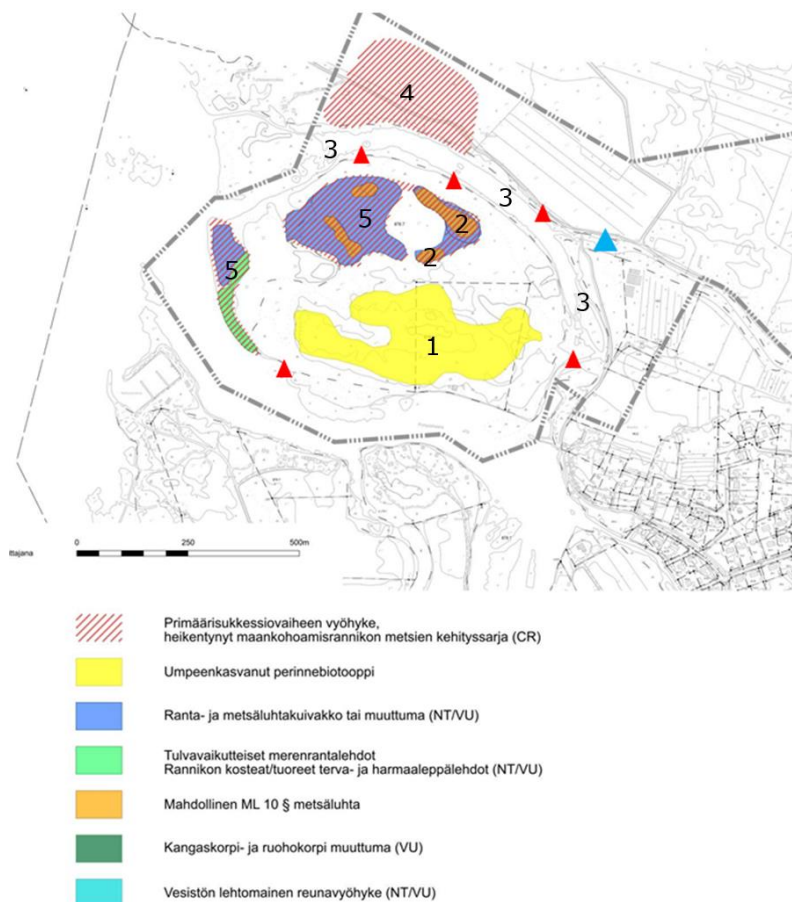 4
3
3
5
2
2
5
3
1
ittajana
0 250 500m
Primäärisukkessiovaiheen vyöhyke,
heikentynyt maankohoamisrannikon metsien kehityssarja (CR)
Umpeenkasvanut perinnebiotooppi
Ranta- ja metsäluhtakuivakko tai muuttuma (NT/VU)
Tulvavaikutteiset merenrantalehdot
Rannikon kosteat/tuoreet terva- ja harmaaleppälehdot (NT/VU)
Mahdollinen ML 10 § metsäluhta
Kangaskorpi- ja ruohokorpi muuttuma (VU)
Vesistön lehtomainen reunavyöhyke (NT/VU)